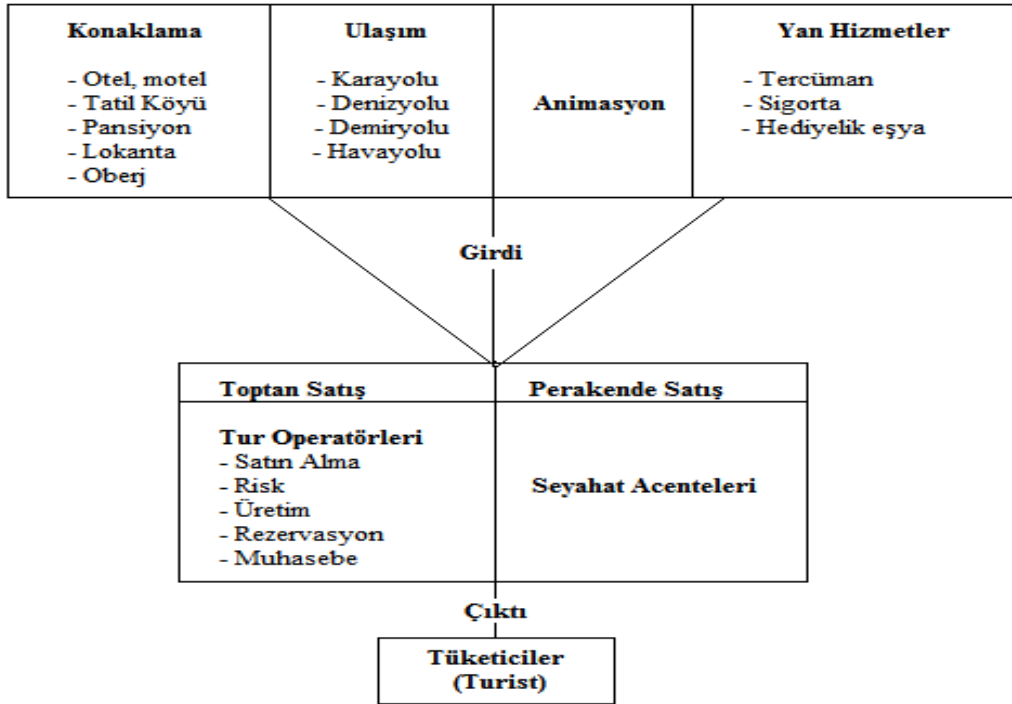 Konaklama
- Otel, motel
- Tatil Köyü
- Pansiyon
- Lokanta
- Oberj
Ulaşım
- Karayolu
- Denizyolu
- Demiryolu
- Havayolu
Animasyon
Yan Hizmetler
- Tercüman
- Sigorta
- Hediyelik eşya
Girdi
Toptan Satış
Perakende Satış
Tur Operatörleri
- Satın Alma
- Risk
- Üretim
- Rezervasyon
- Muhasebe
Seyahat Acenteleri
Çıktı
Tüketiciler
(Turist)